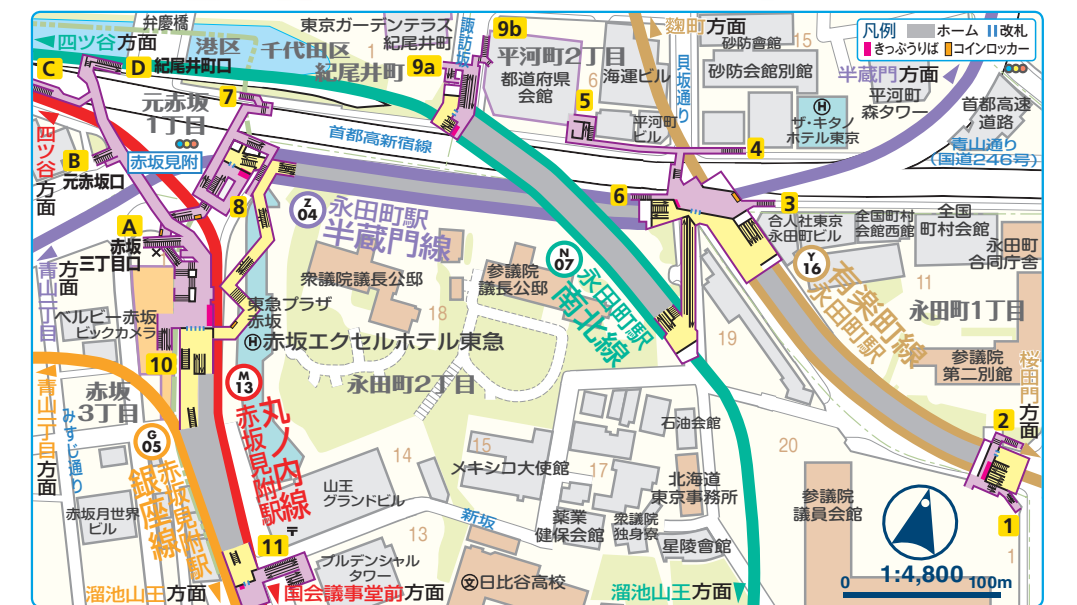 弁慶橋
四ツ谷方面
港区
千代田区
東京ガーデンテラス
紀尾井町
1
紀尾井町
諏訪坂
9b
9a
平河町2丁目
都道府県
会館
6
海運ビル
麴町方面
貝坂通り
砂防會館
15
砂防会館別館
凡例
ホーム
改札
きっぷうりば
コインロッカー
半蔵門方面
平河町
森タワー
首都高速
道路
青山通り
(国道246号)
H
ザ・キタノ
ホテル東京
C
D
紀尾井町口
7
元赤坂
1丁目
赤坂見附
B
元赤坂口
四ツ谷方面
首都高新宿線
5
平河町
ビル
4
8
6
3
A
赤坂
三丁目口
Z
04
永田町駅
半蔵門線
合人社東京
永田町ビル
全国町村
会館西館
全国
町村会館
永田町
合同庁舎
青山一丁目方面
衆議院議長公邸
参議院
議長公邸
18
N
07
永田町駅
南北線
Y
16
有楽町線
永田町駅
11
永田町1丁目
ベルビー赤坂
ビックカメラ
東急プラザ
赤坂
H
赤坂エクセルホテル東急
19
10
赤坂
3丁目
M
13
丸ノ内線
赤坂見附駅
永田町2丁目
参議院
第二別館
桜田門方面
青山一丁目方面
みすじ通り
G
05
銀座線
赤坂見附駅
2
石油会館
20
14
15
メキシコ大使館
17
北海道
東京事務所
山王
グランドビル
赤坂月世界
ビル
新坂
薬業
健保会館
衆議院
独身寮
星陵會館
参議院
議員会館
1
1
11
13
プルデンシャル
タワー
文
日比谷高校
溜池山王方面
国会議事堂前方面
溜池山王方面
1:4,800
0
100m